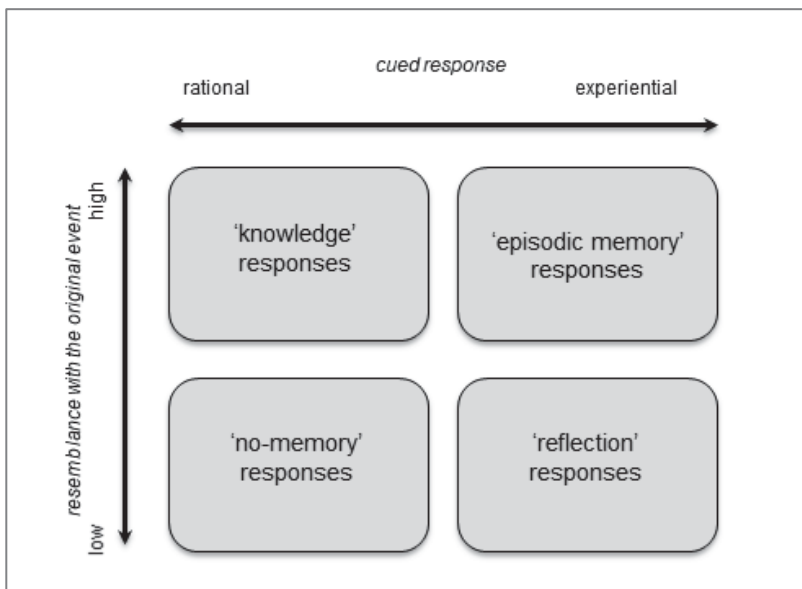 cued response
rational
experiential
resemblance with the original event
high
low
‘knowledge’
responses
‘episodic memory’
responses
‘no-memory’
responses
‘reflection’
responses